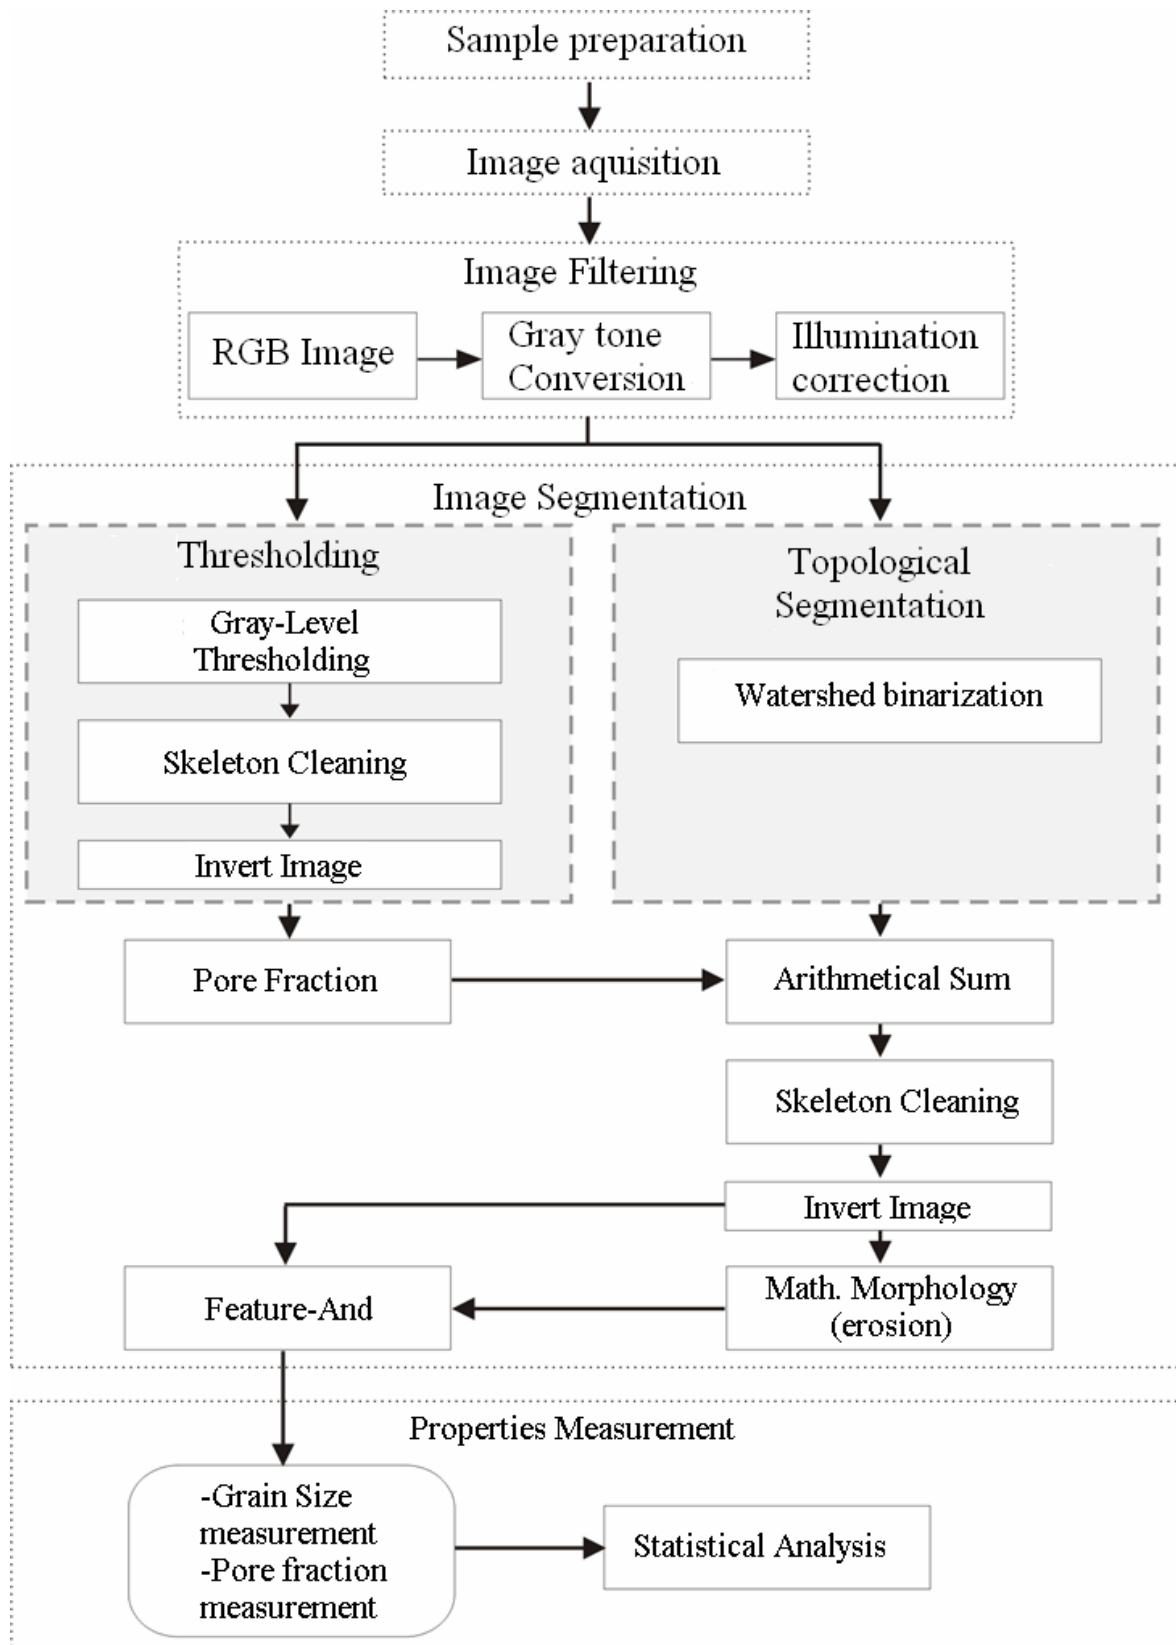 Sample preparation
Image aquisition
Image Filtering
RGB Image
Gray tone
Conversion
Illumination
correction
Image Segmentation
Thresholding
Gray-Level
Thresholding
Skeleton Cleaning
Invert Image
Topological
Segmentation
Watershed binarization
Pore Fraction
Arithmetical Sum
Skeleton Cleaning
Invert Image
Feature-And
Math. Morphology
(erosion)
Properties Measurement
-Grain Size
measurement
-Pore fraction
measurement
Statistical Analysis